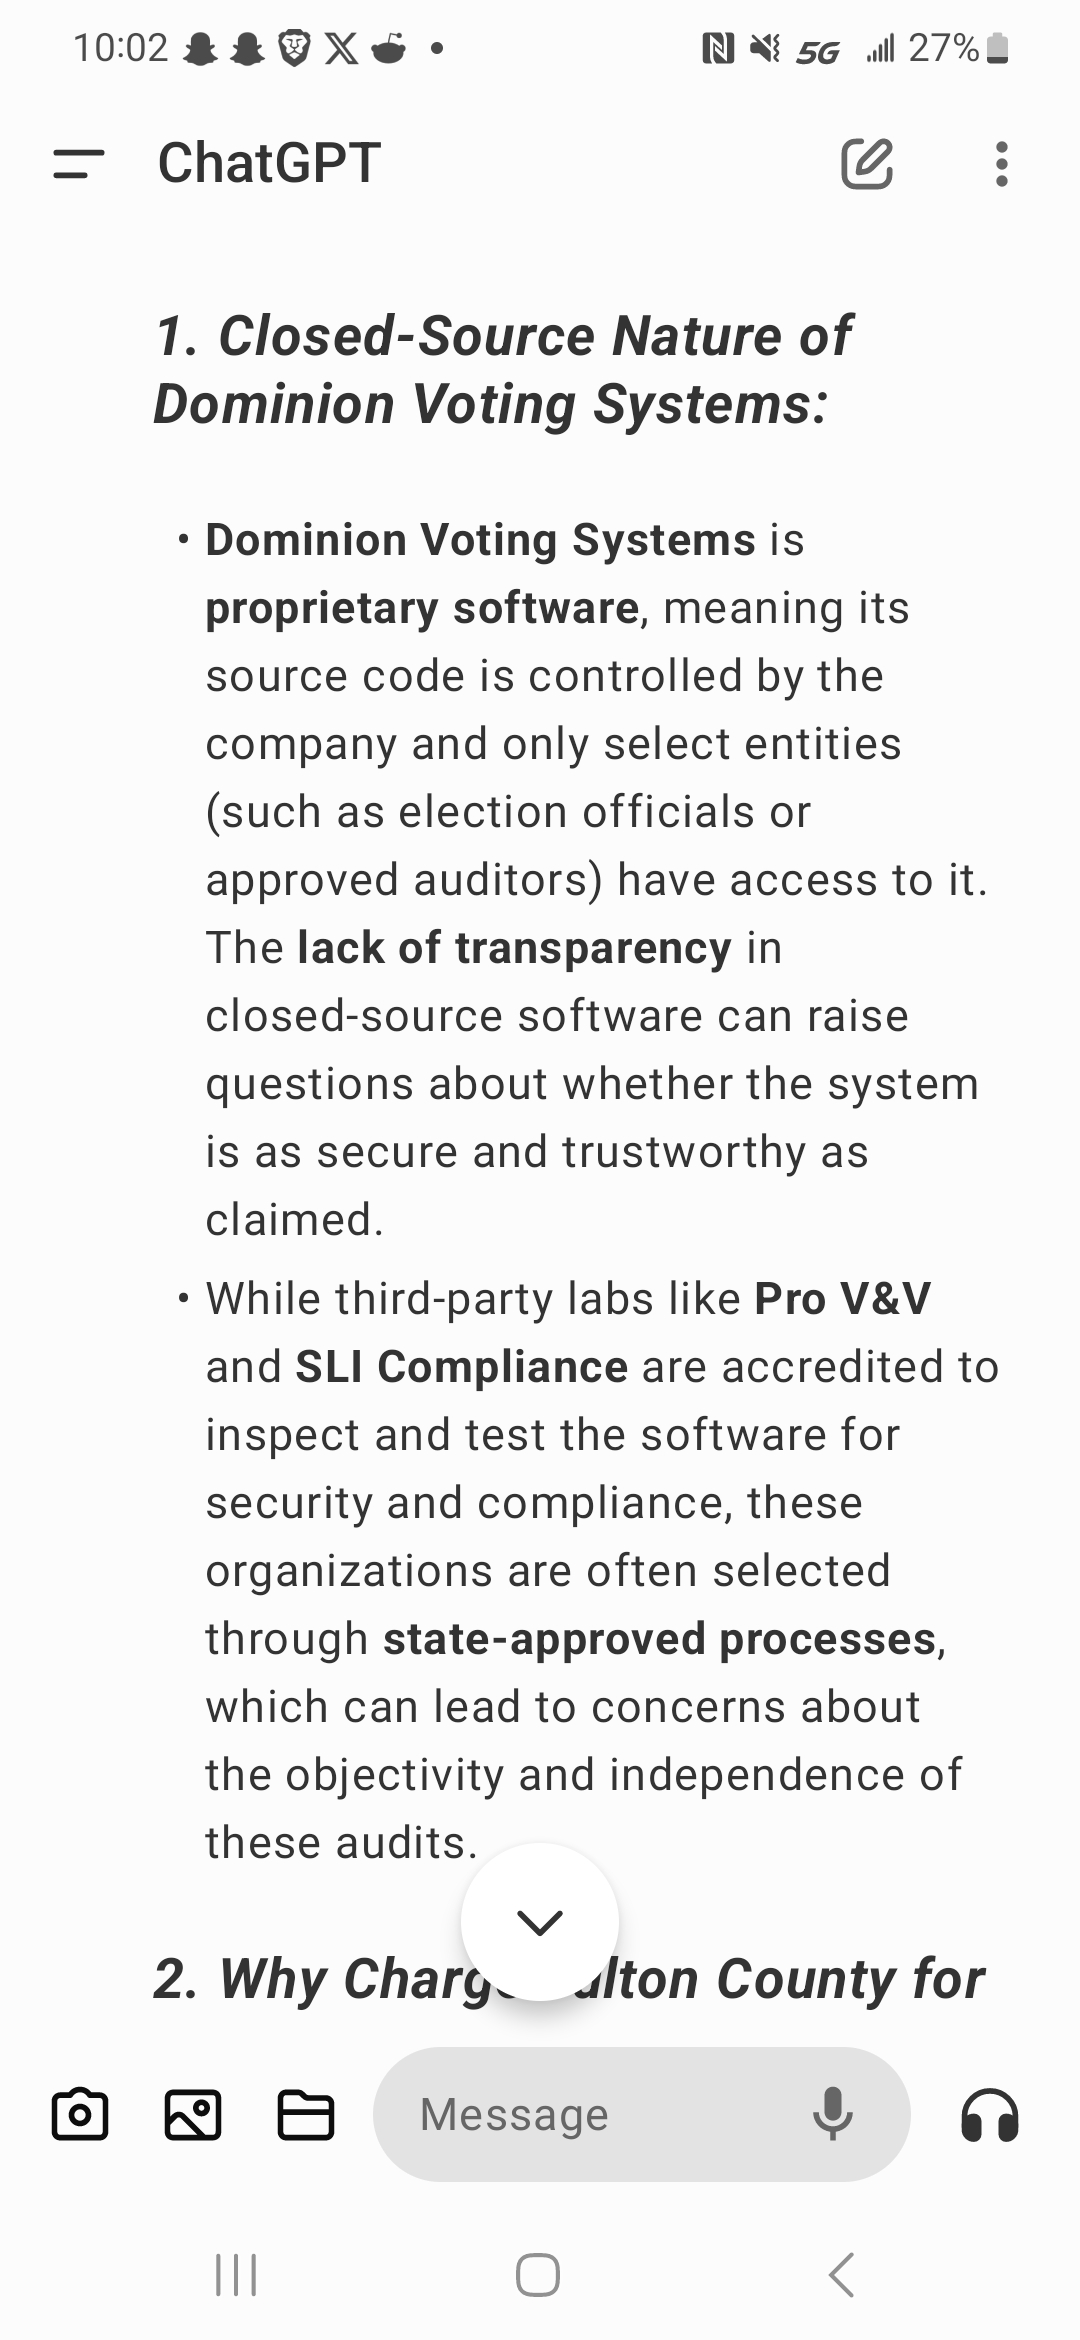 10:02 5G 27%
ChatGPT
1. Closed-Source Nature of
Dominion Voting Systems:
• Dominion Voting Systems is
proprietary software, meaning its
source code is controlled by the
company and only select entities
(such as election officials or
approved auditors) have access to it.
The lack of transparency in
closed-source software can raise
questions about whether the system
is as secure and trustworthy as
claimed.
• While third-party labs like Pro V&V
and SLI Compliance are accredited to
inspect and test the software for
security and compliance, these
organizations are often selected
through state-approved processes,
which can lead to concerns about
the objectivity and independence of
these audits.
2. Why County for
Message